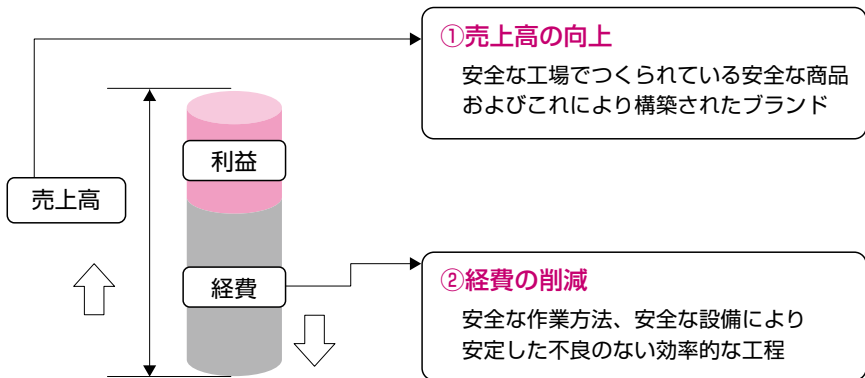 ①売上高の向上
安全な工場でつくられている安全な商品
およびこれにより構築されたブランド
利益
売上高
経費
②経費の削減
安全な作業方法、安全な設備により
安定した不良のない効率的な工程